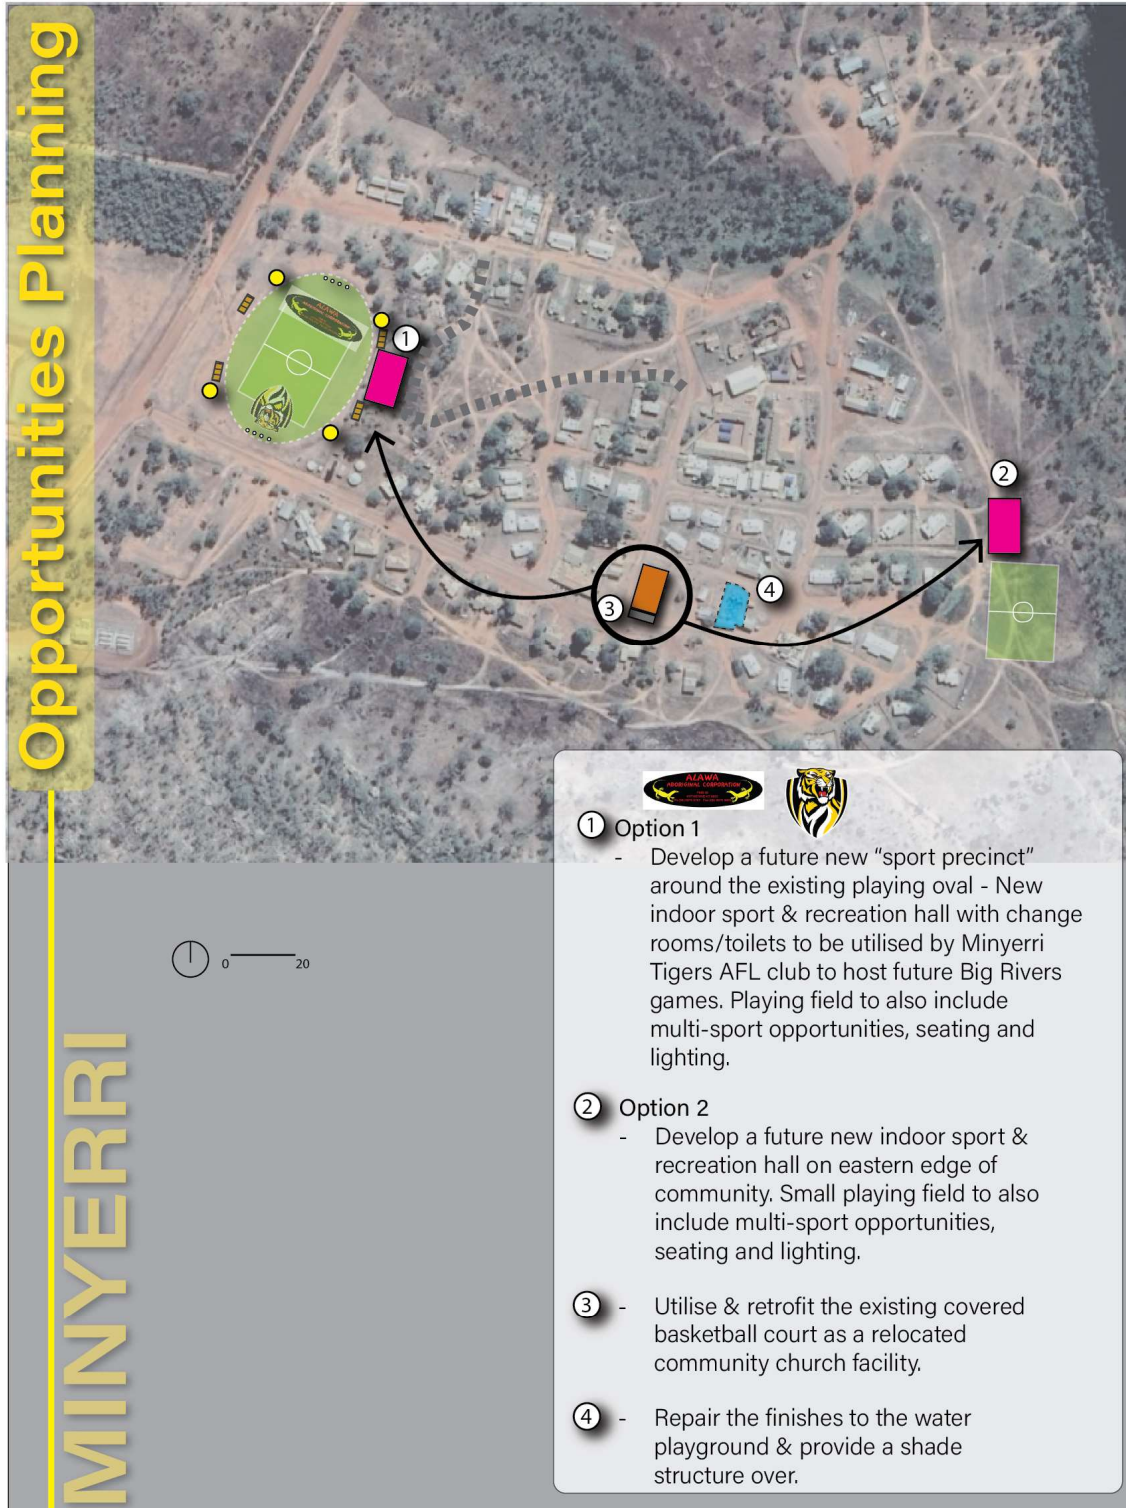 Opportunities Planning
MINYERRI
1
2
3
4
0 20
ALAWA
ABORIGINAL CORPORATION
ALAWA
ABORIGINAL CORPORATION
1 Option 1
- Develop a future new “sport precinct”
around the existing playing oval - New
indoor sport & recreation hall with change
rooms/toilets to be utilised by Minyerri
Tigers AFL club to host future Big Rivers
games. Playing field to also include
multi-sport opportunities, seating and
lighting.
2 Option 2
- Develop a future new indoor sport &
recreation hall on eastern edge of
community. Small playing field to also
include multi-sport opportunities,
seating and lighting.
3 - Utilise & retrofit the existing covered
basketball court as a relocated
community church facility.
4 - Repair the finishes to the water
playground & provide a shade
structure over.